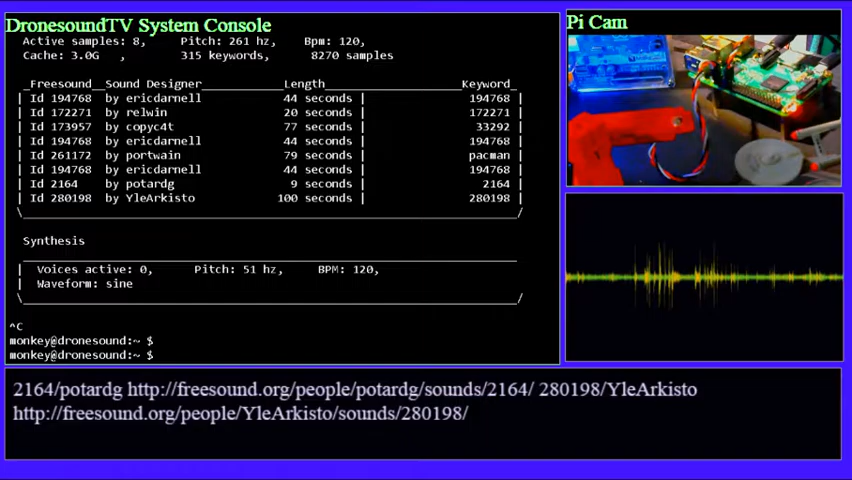 DronesoundTV System Console
Pi Cam
Active samples: 8, Pitch: 261 hz, Bpm: 120,
Cache: 3.0G , 315 keywords, 8270 samples
_Freesound__Sound Designer________________Length___________________Keyword_
| Id 194768 by ericdarnell 44 seconds | 194768 |
| Id 172271 by relwin 20 seconds | 172271 |
| Id 173957 by copyc4t 77 seconds | 33292 |
| Id 194768 by ericdarnell 44 seconds | 194768 |
| Id 261172 by portwain 79 seconds | pacman |
| Id 194768 by ericdarnell 44 seconds | 194768 |
| Id 2164 by potardg 9 seconds | 2164 |
| Id 280198 by YleArkisto 100 seconds | 280198 |
Synthesis
| Voices active: 0, Pitch: 51 hz, BPM: 120,
| Waveform: sine
^C
monkey@dronesound:~ $
monkey@dronesound:~ $
2164/potardg http://freesound.org/people/potardg/sounds/2164/ 280198/YleArkisto
http://freesound.org/people/YleArkisto/sounds/280198/